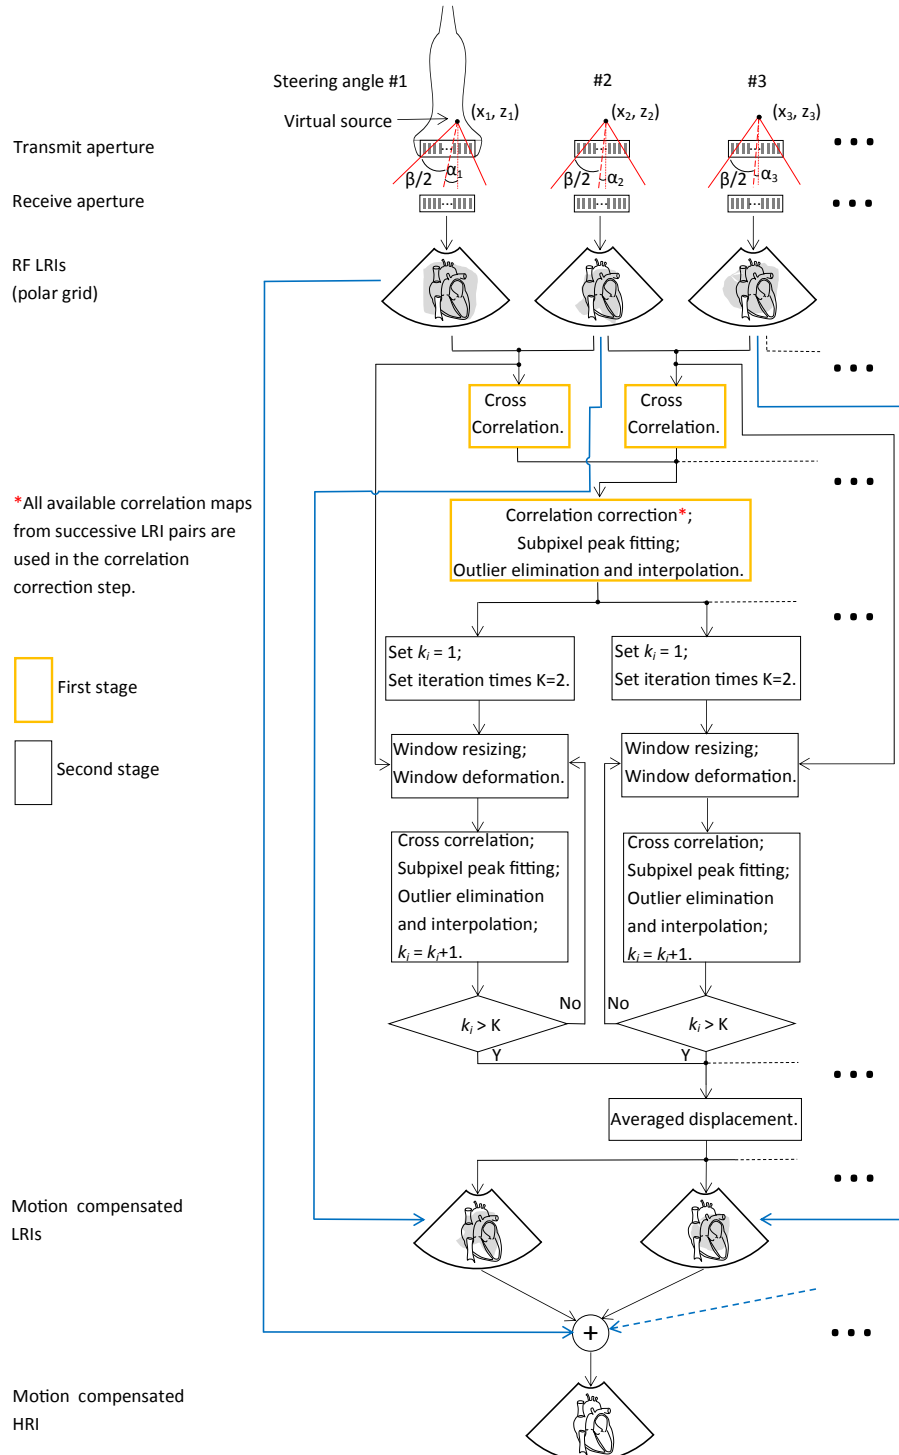 Steering angle #1
#2
#3
Virtual source
(x₁, z₁)
(x₂, z₂)
(x₃, z₃)
Transmit aperture
β/2
α₁
β/2
α₂
β/2
α₃
Receive aperture
RF LRIs
(polar grid)
Cross
Correlation.
Cross
Correlation.
*All available correlation maps
from successive LRI pairs are
used in the correlation
correction step.
Correlation correction*;
Subpixel peak fitting;
Outlier elimination and interpolation.
First stage
Second stage
Set kᵢ = 1;
Set iteration times K=2.
Set kᵢ = 1;
Set iteration times K=2.
Window resizing;
Window deformation.
Window resizing;
Window deformation.
Cross correlation;
Subpixel peak fitting;
Outlier elimination
and interpolation;
kᵢ = kᵢ+1.
Cross correlation;
Subpixel peak fitting;
Outlier elimination
and interpolation;
kᵢ = kᵢ+1.
No
No
kᵢ > K
kᵢ > K
Y
Y
Averaged displacement.
Motion compensated
LRIs
+
Motion compensated
HRI